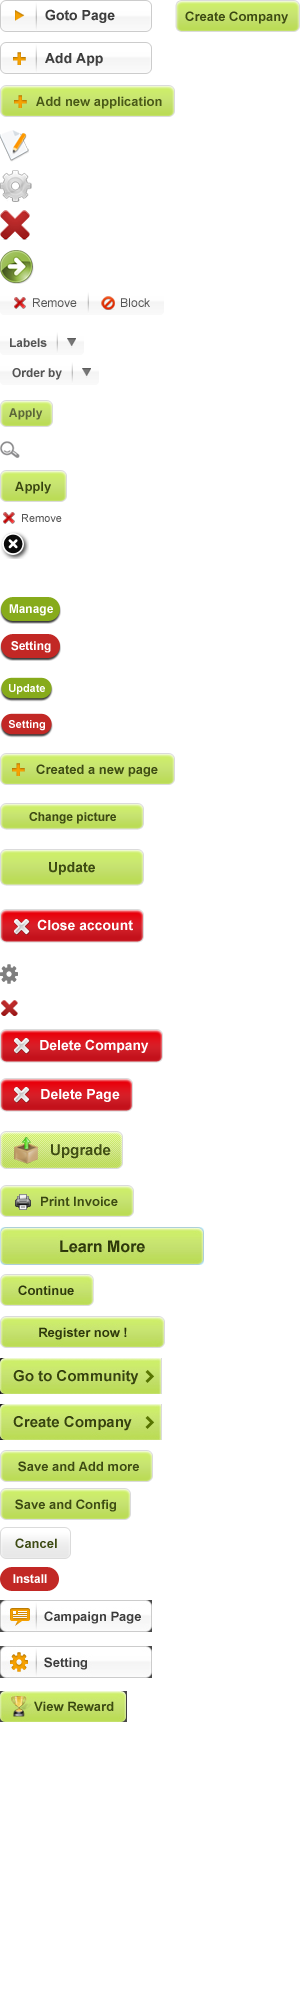 Goto Page
Create Company
Add App
Add new application
Remove
Block
Labels
Order by
Apply
Apply
Remove
Manage
Setting
Update
Setting
Created a new page
Change picture
Update
Close account
Delete Company
Delete Page
Upgrade
Print Invoice
Learn More
Continue
Register now !
Go to Community
Create Company
Save and Add more
Save and Config
Cancel
Install
Campaign Page
Setting
View Reward